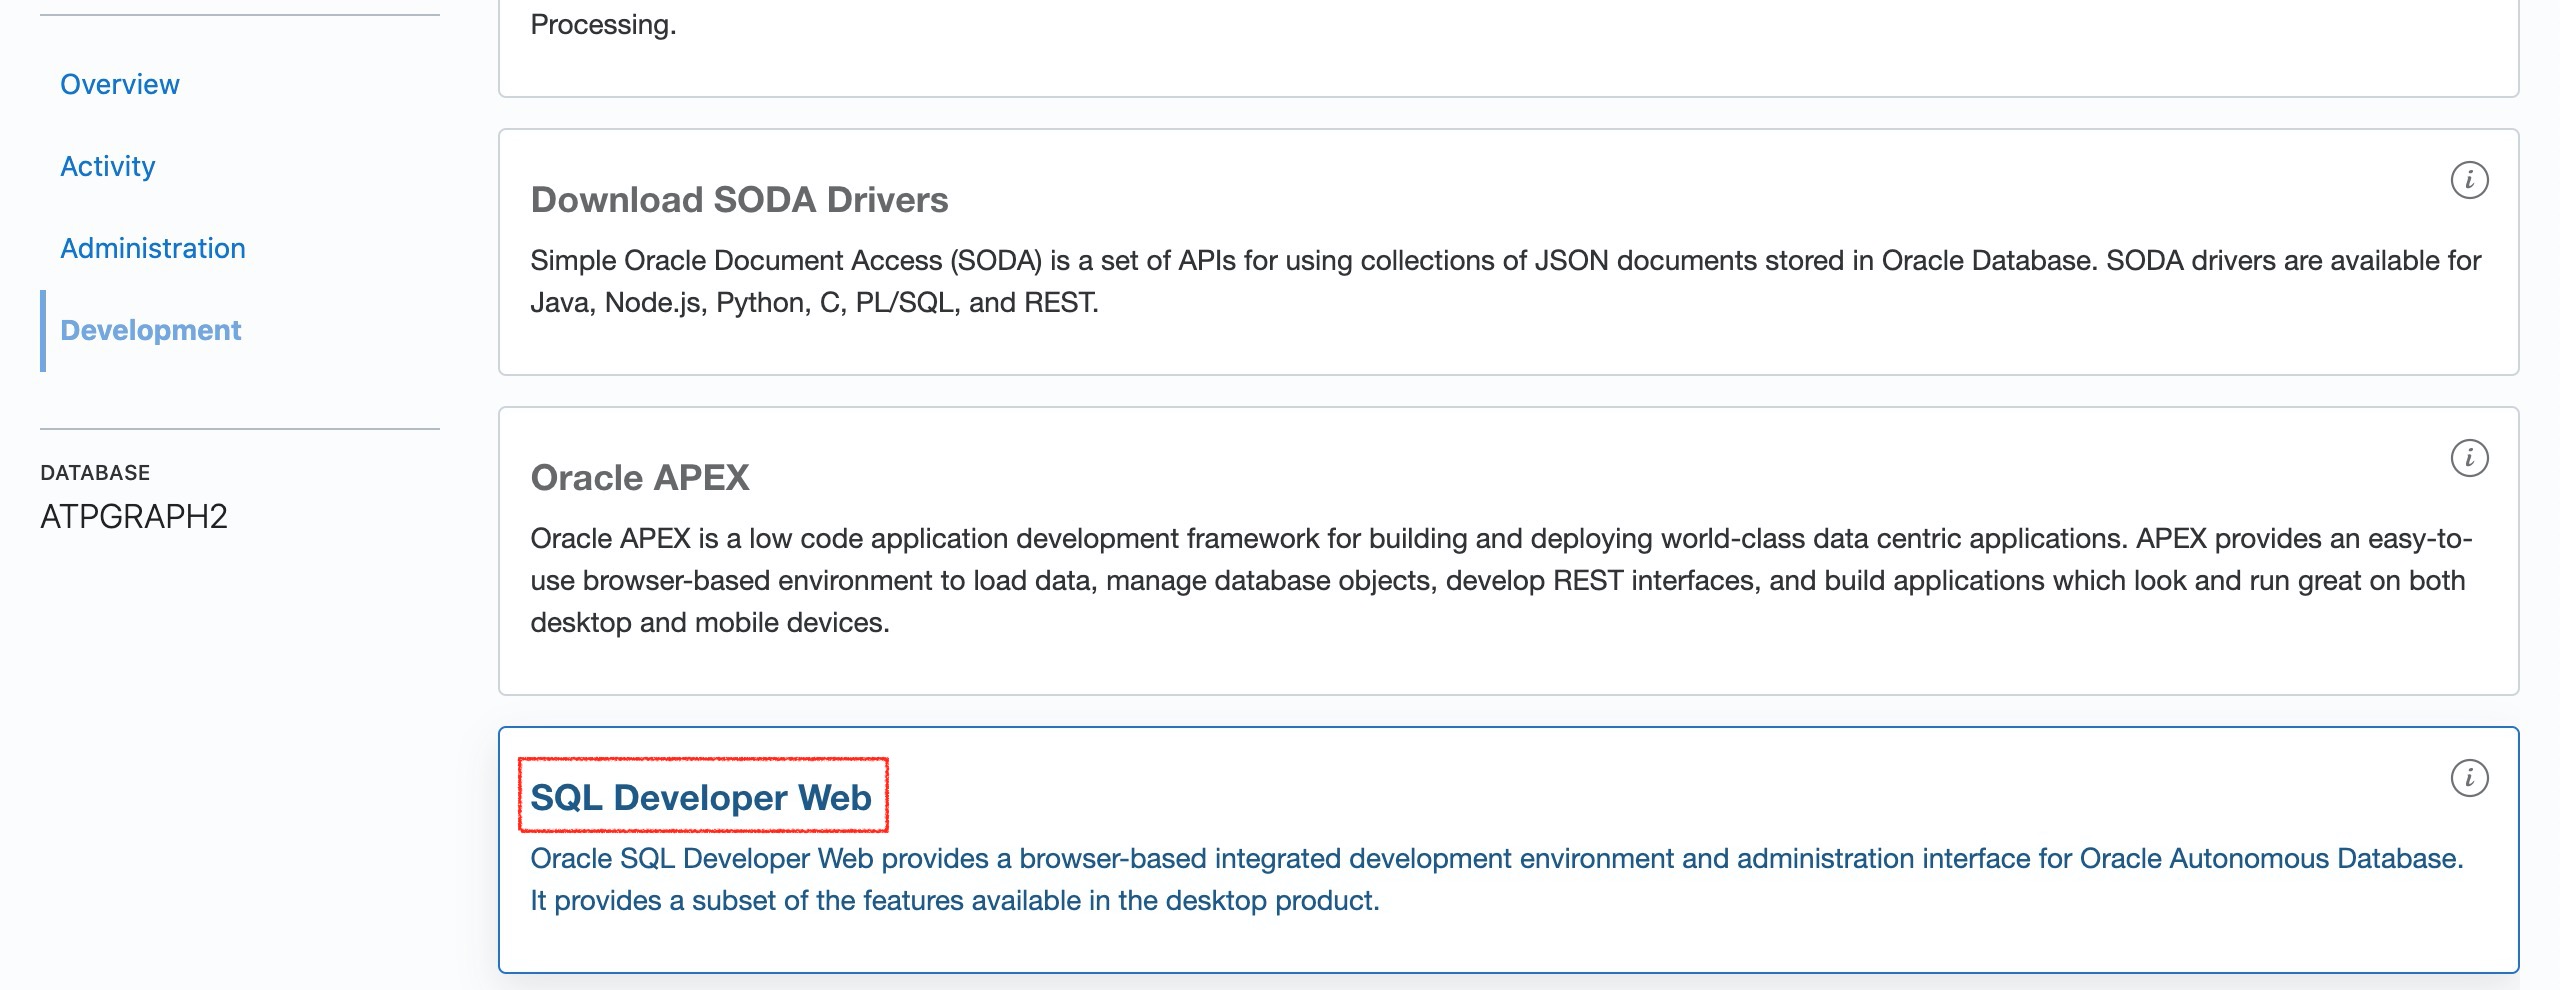 Overview
Activity
Administration
Development
DATABASE
ATPGRAPH2
Processing.
Download SODA Drivers
Simple Oracle Document Access (SODA) is a set of APIs for using collections of JSON documents stored in Oracle Database. SODA drivers are available for
Java, Node.js, Python, C, PL/SQL, and REST.
Oracle APEX
Oracle APEX is a low code application development framework for building and deploying world-class data centric applications. APEX provides an easy-to-
use browser-based environment to load data, manage database objects, develop REST interfaces, and build applications which look and run great on both
desktop and mobile devices.
SQL Developer Web
Oracle SQL Developer Web provides a browser-based integrated development environment and administration interface for Oracle Autonomous Database.
It provides a subset of the features available in the desktop product.